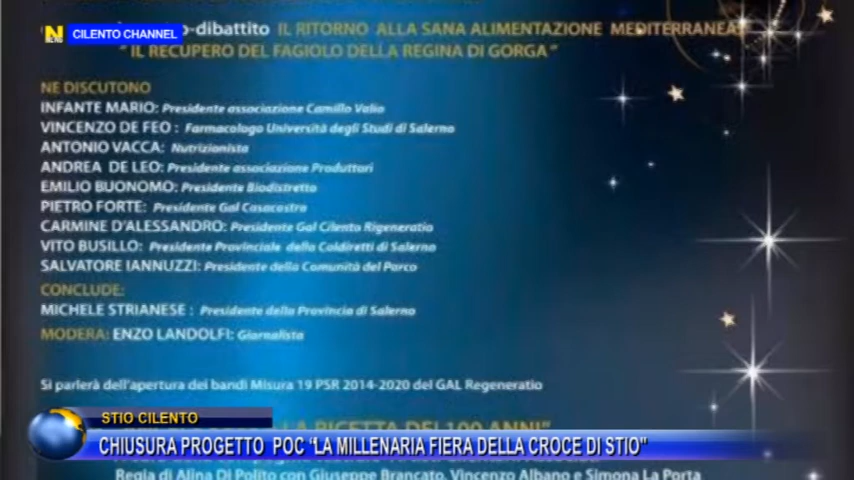 N
CILENTO CHANNEL
o-dibattito IL RITORNO ALLA SANA ALIMENTAZIONE MEDITERRANEA
" IL RECUPERO DEL FAGIOLO DELLA REGINA DI GORGA "
NE DISCUTONO
INFANTE MARIO: Presidente associazione Camillo Valio
VINCENZO DE FEO : Farmacologo Università degli Studi di Salerno
ANTONIO VACCA: Nutrizionista
ANDREA DE LEO: Presidente associazione Produttori
EMILIO BUONOMO: Presidente Biodistretto
PIETRO FORTE: Presidente Gal Casacastra
CARMINE D'ALESSANDRO: Presidente Gal Cilento Rigeneratio
VITO BUSILLO: Presidente Provinciale della Coldiretti di Salerno
SALVATORE IANNUZZI: Presidente della Comunità del Parco
CONCLUDE:
MICHELE STRIANESE : Presidente della Provincia di Salerno
MODERA: ENZO LANDOLFI: Giornalista
Si parlerà dell'apertura dei bandi Misura 19 PSR 2014-2020 del GAL Regeneratio
LA RICETTA DEI 100 ANNI"
STIO CILENTO
CHIUSURA PROGETTO POC "LA MILLENARIA FIERA DELLA CROCE DI STIO"
Regia di Alina Di Polito con Giuseppe Brancato, Vincenzo Albano e Simona La Porta